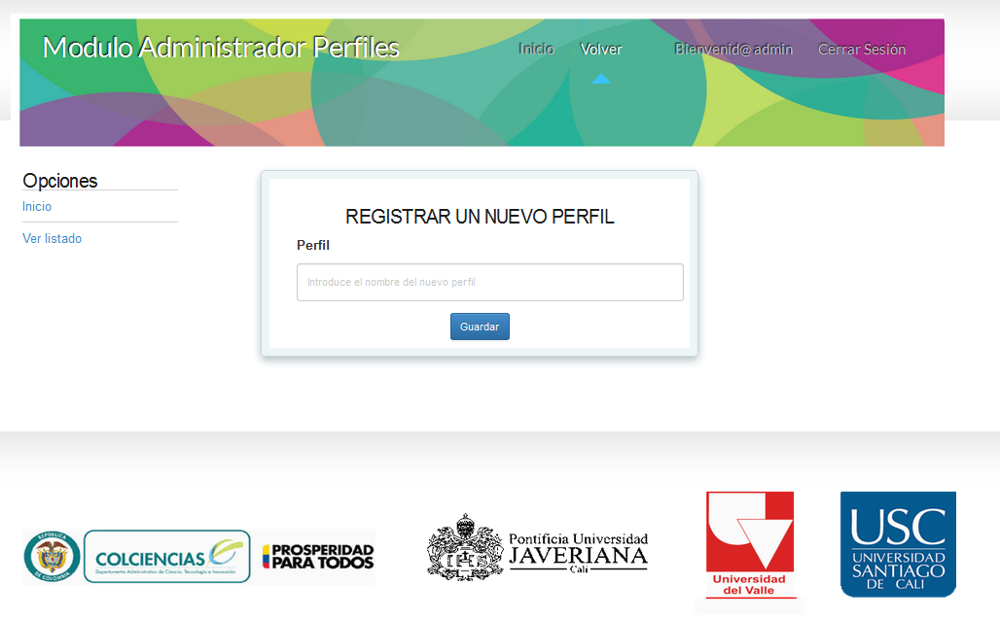 Modulo Administrador Perfiles
Inicio
Volver
Bienvenid@ admin
Cerrar Sesión
Opciones
Inicio
Ver listado
REGISTRAR UN NUEVO PERFIL
Perfil
Introduce el nombre del nuevo perfil
Guardar
REPÚBLICA
DE COLOMBIA
COLCIENCIAS
Departamento Administrativo de Ciencia, Tecnología e Innovación
PROSPERIDAD
PARA TODOS
Pontificia Universidad
JAVERIANA
Cali
Universidad
del Valle
USC
UNIVERSIDAD
SANTIAGO
DE CALI